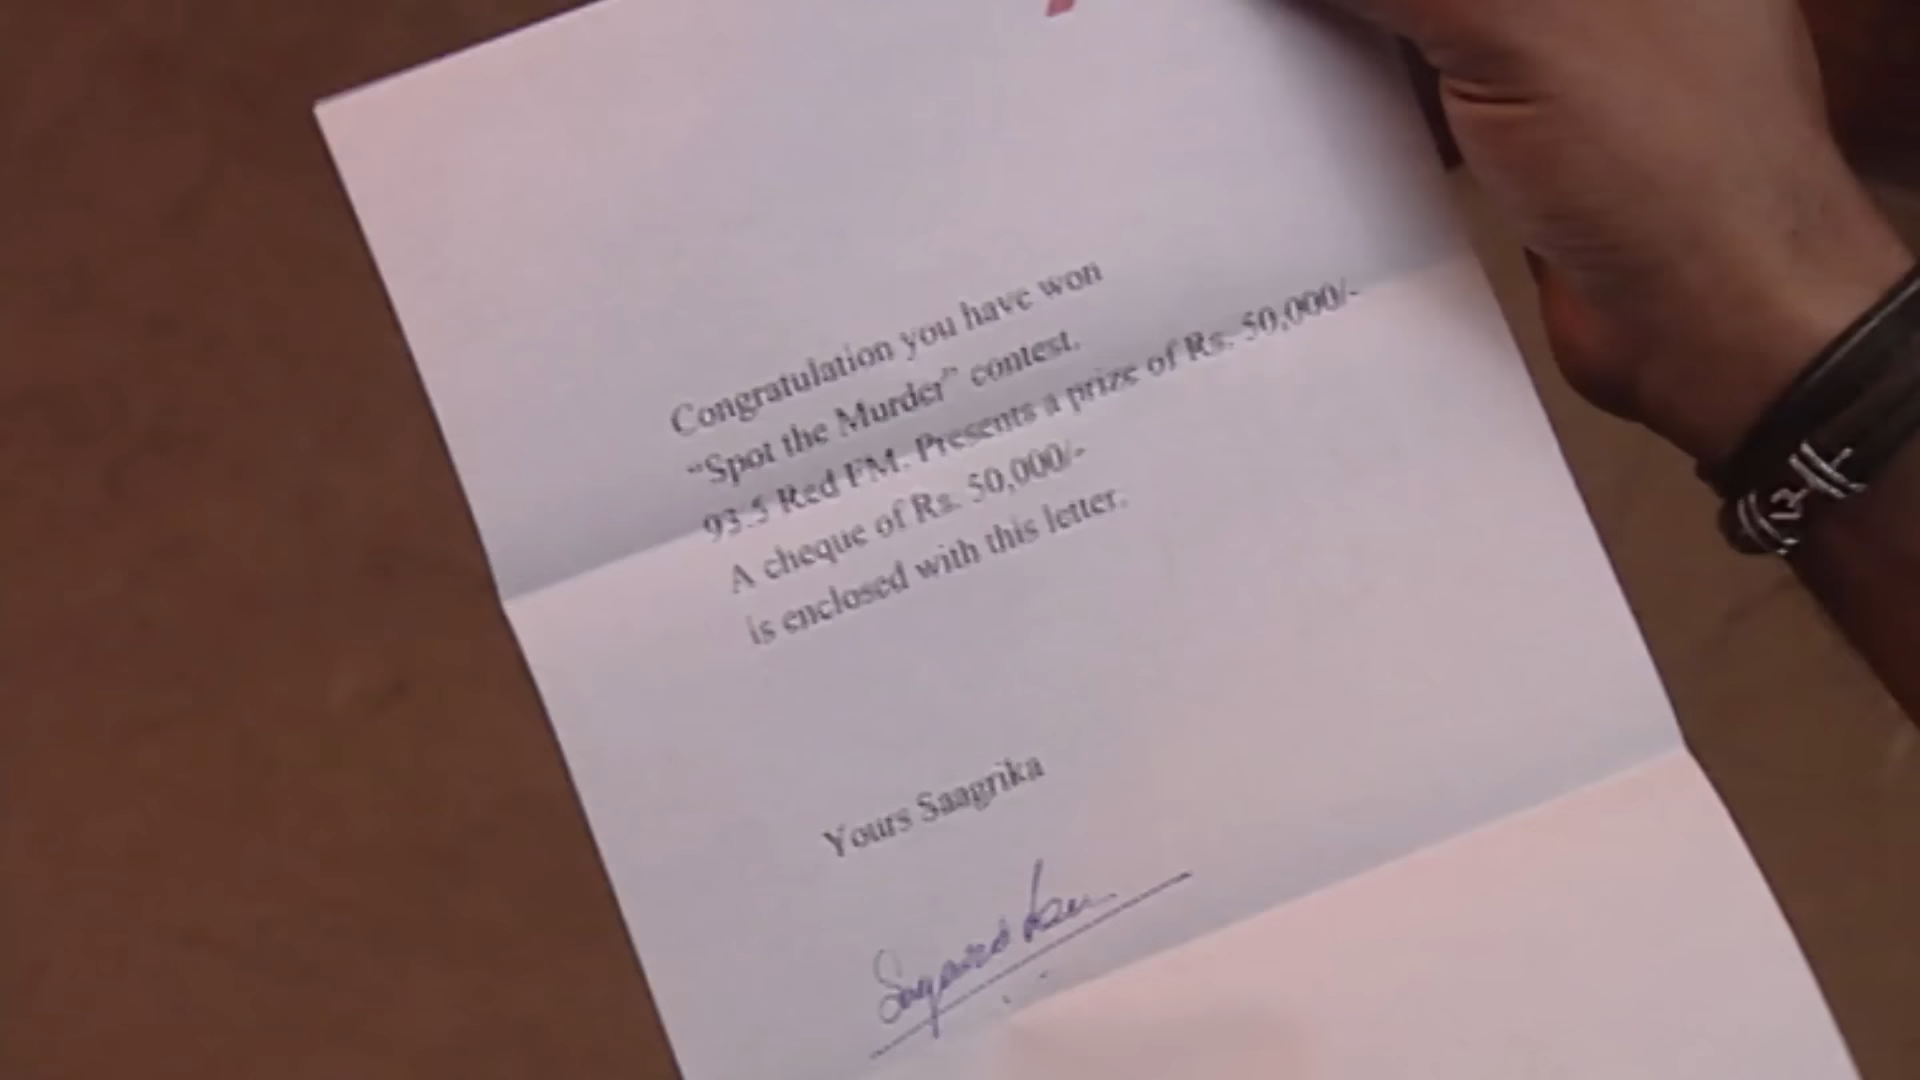 Congratulation you have won
"Spot the Murder" contest.
93.5 Red FM. Presents a prize of Rs. 50,000/-
A cheque of Rs. 50,000/-
is enclosed with this letter.
Yours Saagrika